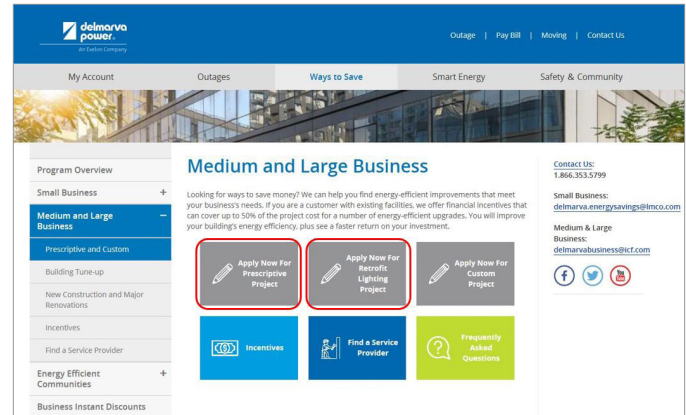 delmarva
power.
An Exelon Company
Outage | Pay Bill | Moving | Contact Us
My Account
Outages
Ways to Save
Smart Energy
Safety & Community
Program Overview
Small Business +
Medium and Large
Business −
Prescriptive and Custom
Building Tune-up
New Construction and Major
Renovations
Incentives
Find a Service Provider
Energy Efficient
Communities +
Business Instant Discounts
Medium and Large Business
Looking for ways to save money? We can help you find energy-efficient improvements that meet
your business's needs. If you are a customer with existing facilities, we offer financial incentives that
can cover up to 50% of the project cost for a number of energy-efficient upgrades. You will improve
your building's energy efficiency, plus see a faster return on your investment.
Apply Now For
Prescriptive
Project
Apply Now For
Retrofit
Lighting
Project
Apply Now For
Custom
Project
Incentives
Find a Service
Provider
Frequently
Asked
Questions
Contact Us:
1.866.353.5799
Small Business:
delmarva.energysavings@lmco.com
Medium & Large
Business:
delmarvabusiness@icf.com